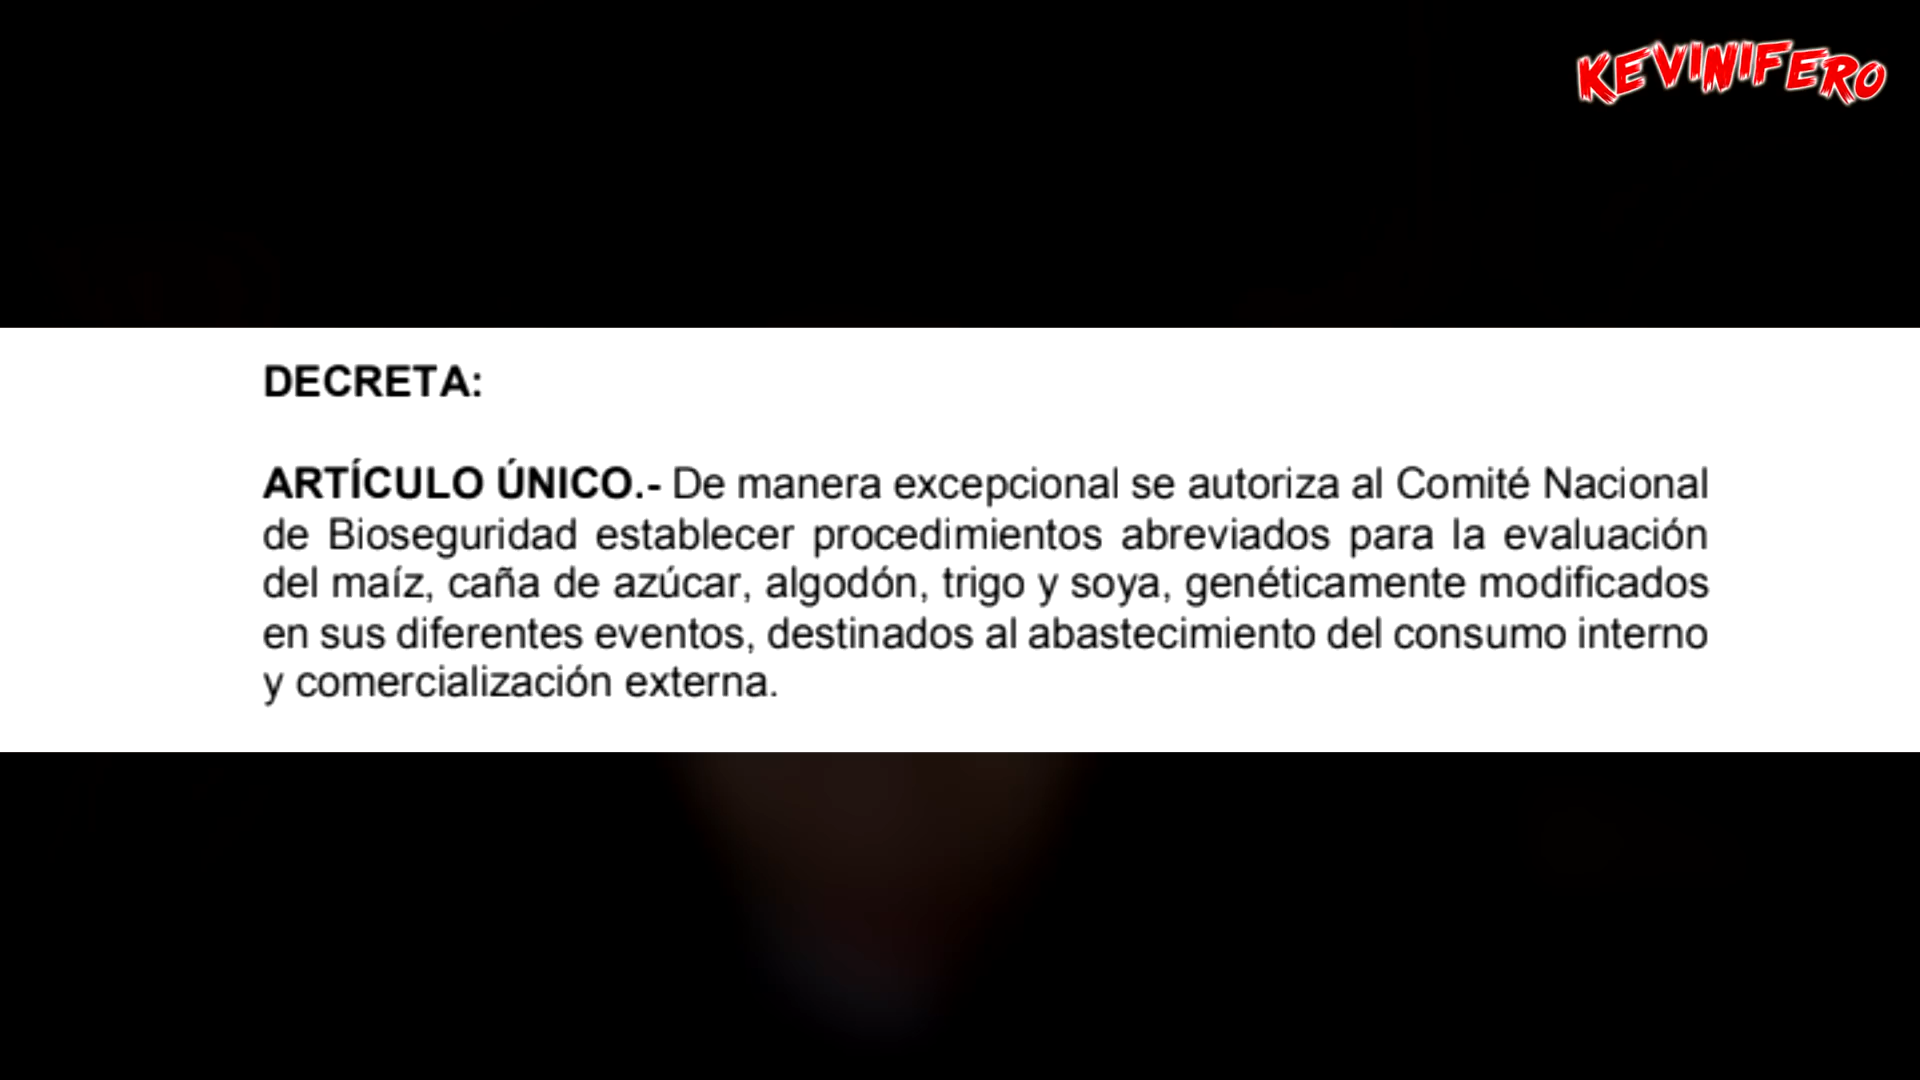 KEVINIFERO
DECRETA:
ARTÍCULO ÚNICO.- De manera excepcional se autoriza al Comité Nacional
de Bioseguridad establecer procedimientos abreviados para la evaluación
del maíz, caña de azúcar, algodón, trigo y soya, genéticamente modificados
en sus diferentes eventos, destinados al abastecimiento del consumo interno
y comercialización externa.